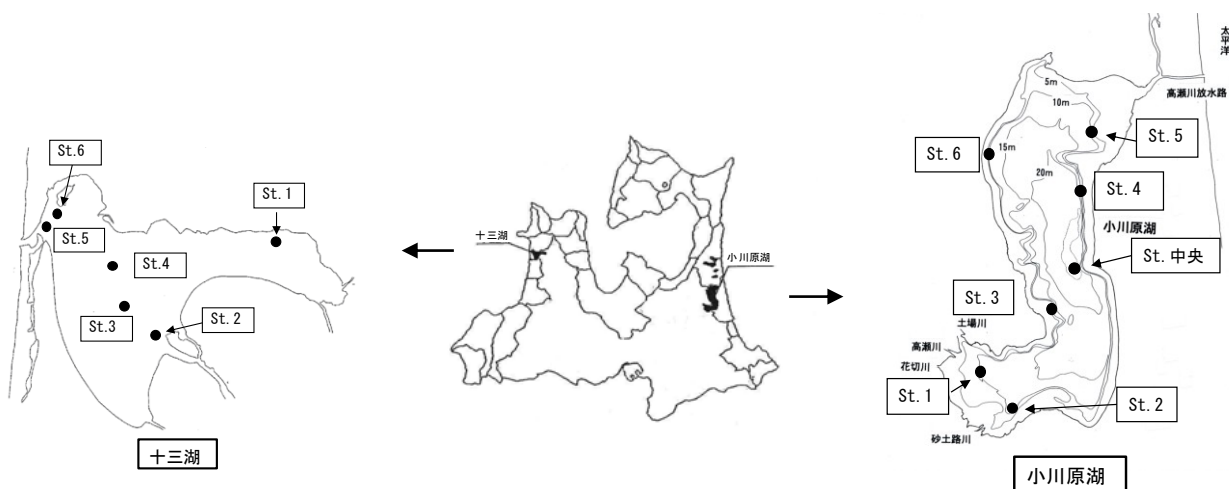 St.6
St.1
St.5
St.4
St.3
St.2
十三湖
十三湖
小川原湖
太平洋
高瀬川放水路
5m
10m
15m
20m
St.6
St.5
St.4
小川原湖
St.中央
St.3
土場川
高瀬川
花切川
St.1
St.2
砂土路川
小川原湖